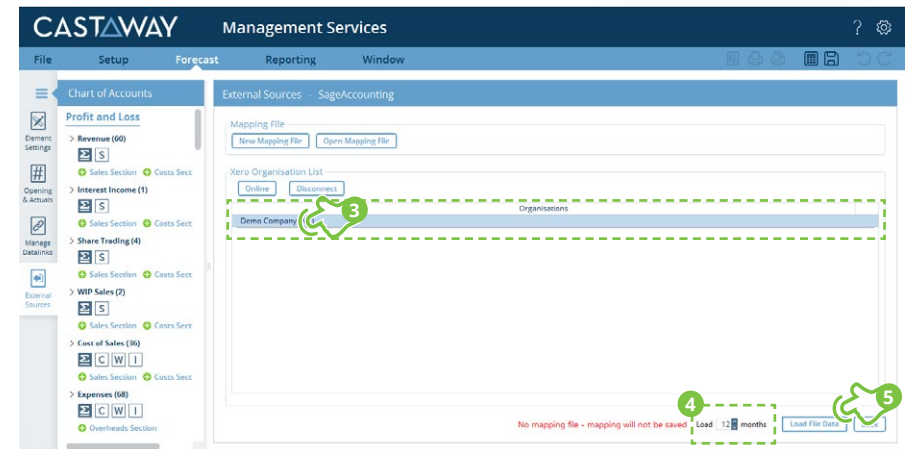 CASTAWAY Management Services ?
File Setup Forecast Reporting Window
Chart of Accounts
External Sources - SageAccounting
Profit and Loss
Element Settings
Opening & Actuals
Manage Datalinks
External Sources
> Revenue (60)
Σ S
Sales Section Costs Sect
> Interest Income (1)
Σ S
Sales Section Costs Sect
> Share Trading (4)
Σ S
Sales Section Costs Sect
> WIP Sales (2)
Σ S
Sales Section Costs Sect
> Cost of Sales (36)
Σ C W I
Sales Section Costs Sect
> Expenses (68)
Σ C W I
Overheads Section
Mapping File
New Mapping File Open Mapping File
Xero Organisation List
Online Disconnect
3
Organisations
Demo Company
4
5
No mapping file - mapping will not be saved Load 12 months Load File Data